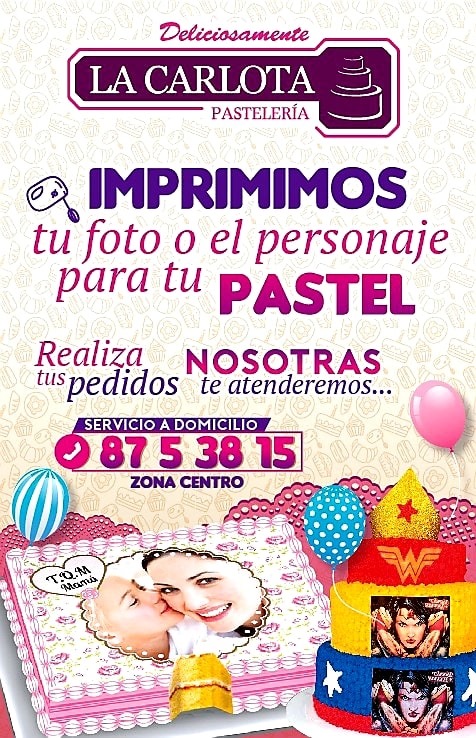 Deliciosamente
LA CARLOTA
PASTELERÍA
IMPRIMIMOS
tu foto o el personaje
para tu PASTEL
Realiza
tus pedidos
NOSOTRAS
te atenderemos...
SERVICIO A DOMICILIO
87 5 38 15
ZONA CENTRO
T.Q.M
Mamá